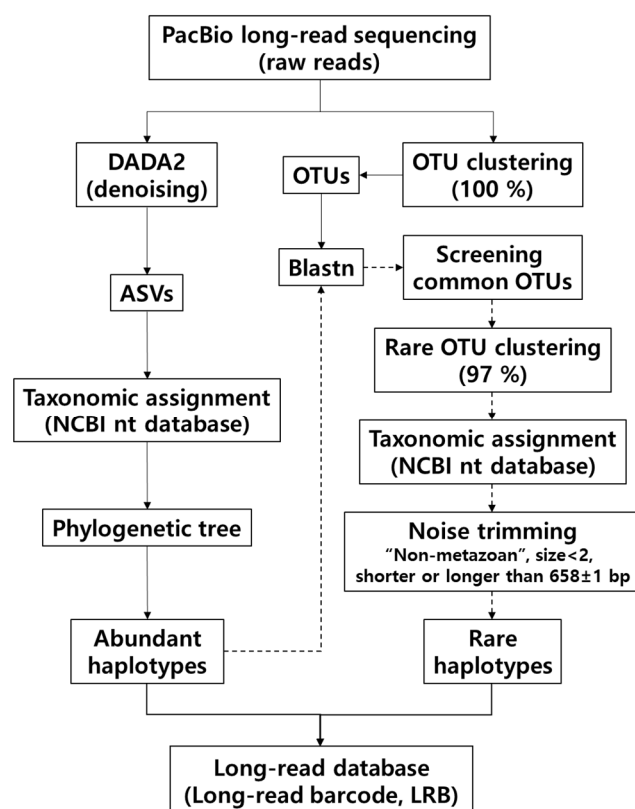 PacBio long-read sequencing
(raw reads)
DADA2
(denoising)
OTUs
OTU clustering
(100 %)
ASVs
Blastn
Screening
common OTUs
Rare OTU clustering
(97 %)
Taxonomic assignment
(NCBI nt database)
Taxonomic assignment
(NCBI nt database)
Phylogenetic tree
Noise trimming
“Non-metazoan”, size<2,
shorter or longer than 658±1 bp
Abundant
haplotypes
Rare
haplotypes
Long-read database
(Long-read barcode, LRB)